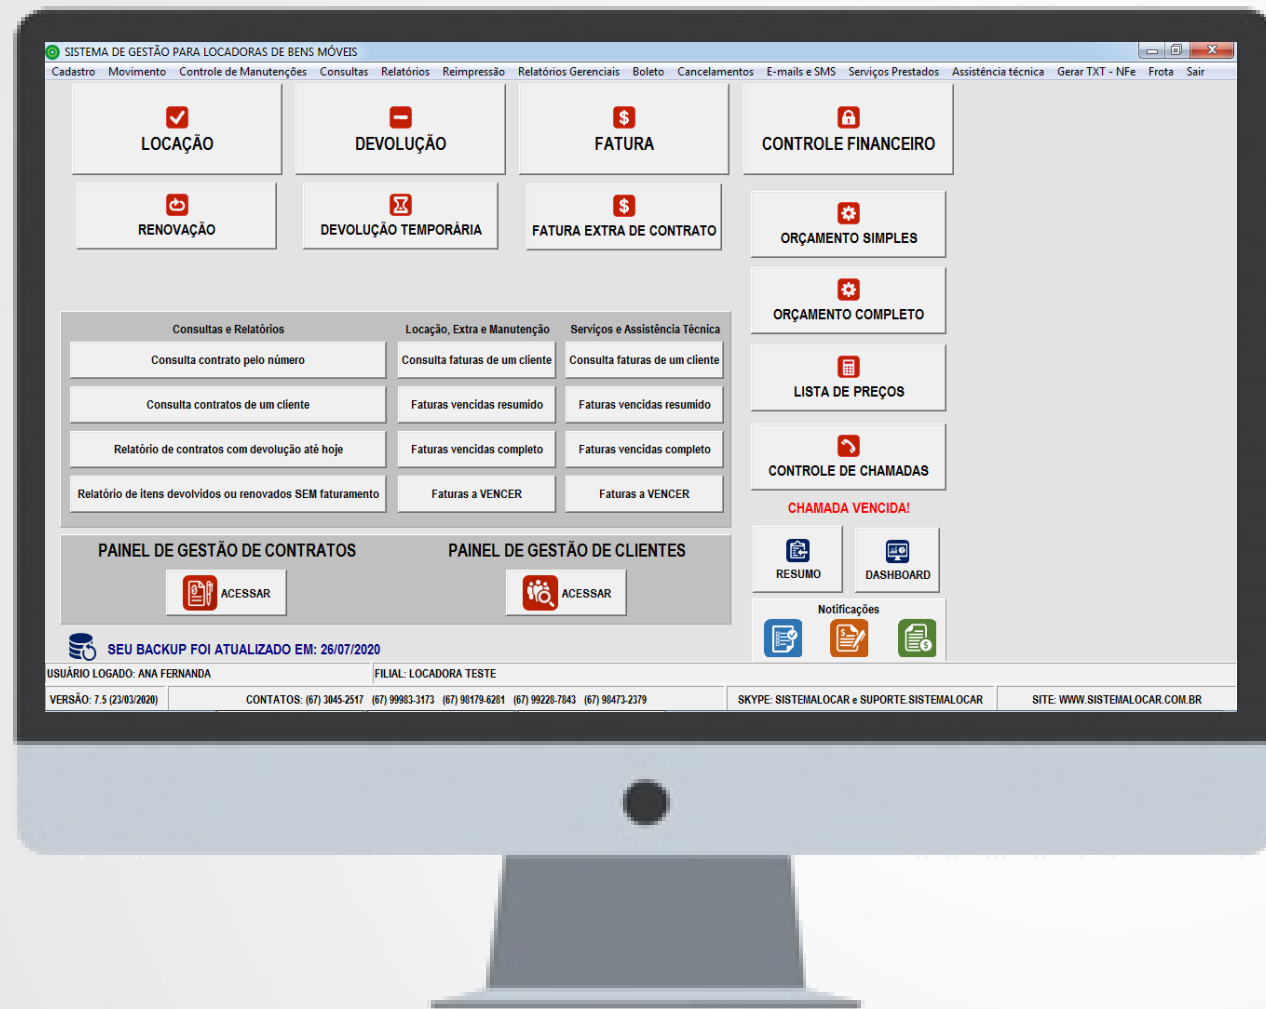 SISTEMA DE GESTÃO PARA LOCADORAS DE BENS MÓVEIS
Cadastro Movimento Controle de Manutenções Consultas Relatórios Reimpressão Relatórios Gerenciais Boleto Cancelamentos E-mails e SMS Serviços Prestados Assistência técnica Gerar TXT - NFe Frota Sair
LOCAÇÃO
DEVOLUÇÃO
FATURA
CONTROLE FINANCEIRO
RENOVAÇÃO
DEVOLUÇÃO TEMPORÁRIA
FATURA EXTRA DE CONTRATO
ORÇAMENTO SIMPLES
ORÇAMENTO COMPLETO
LISTA DE PREÇOS
CONTROLE DE CHAMADAS
CHAMADA VENCIDA!
Consultas e Relatórios
Consulta contrato pelo número
Consulta contratos de um cliente
Relatório de contratos com devolução até hoje
Relatório de itens devolvidos ou renovados SEM faturamento
Locação, Extra e Manutenção
Consulta faturas de um cliente
Faturas vencidas resumido
Faturas vencidas completo
Faturas a VENCER
Serviços e Assistência Técnica
Consulta faturas de um cliente
Faturas vencidas resumido
Faturas vencidas completo
Faturas a VENCER
PAINEL DE GESTÃO DE CONTRATOS
ACESSAR
PAINEL DE GESTÃO DE CLIENTES
ACESSAR
RESUMO
DASHBOARD
Notificações
SEU BACKUP FOI ATUALIZADO EM: 26/07/2020
USUÁRIO LOGADO: ANA FERNANDA
FILIAL: LOCADORA TESTE
VERSÃO: 7.5 (23/03/2020)
CONTATOS: (67) 3045-2517 (67) 99983-3173 (67) 98179-6281 (67) 99228-7843 (67) 98473-2379
SKYPE: SISTEMALOCAR e SUPORTE.SISTEMALOCAR
SITE: WWW.SISTEMALOCAR.COM.BR